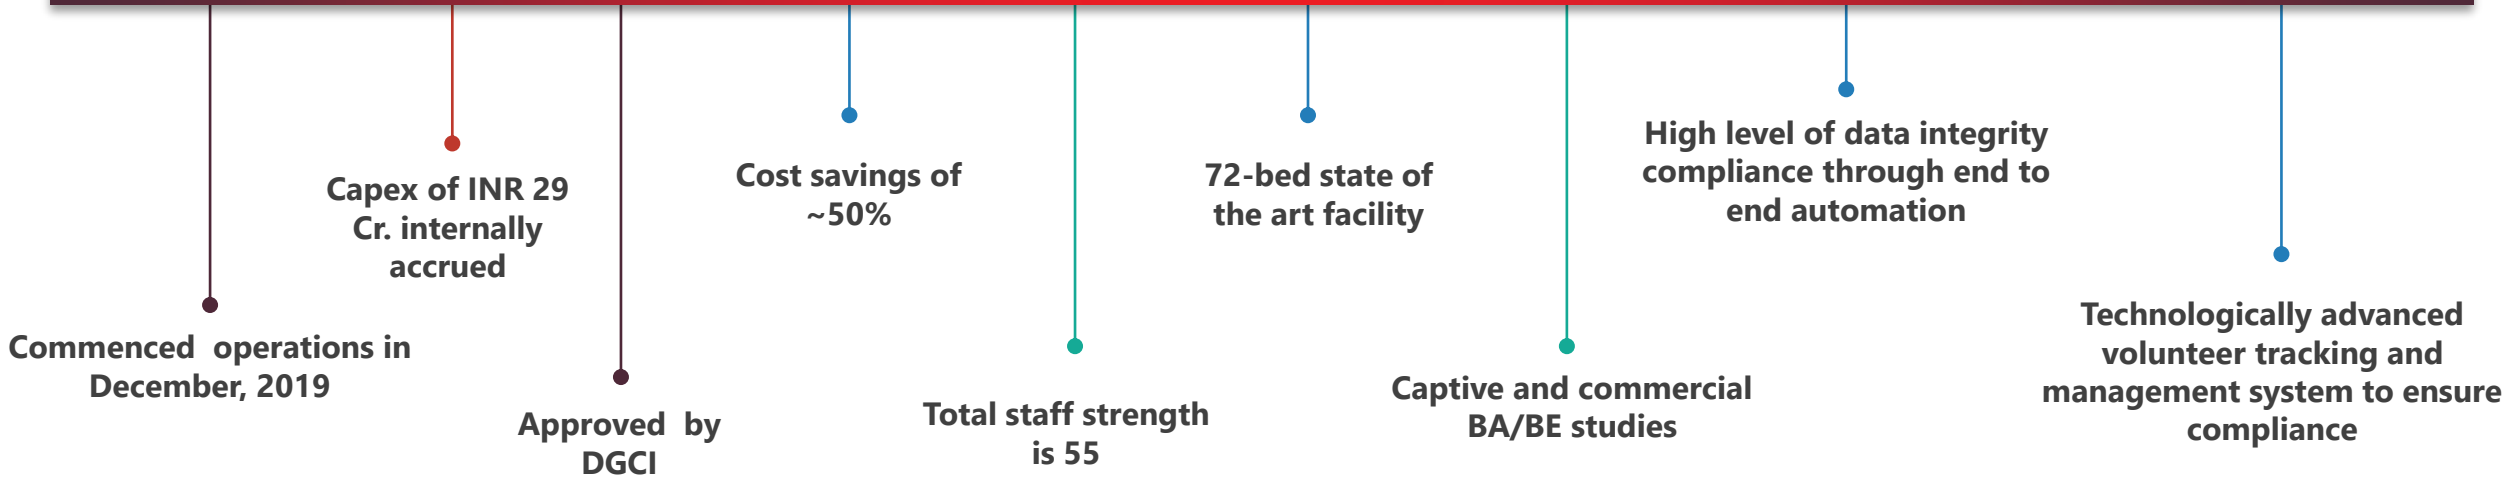 Commenced operations in
December, 2019
Capex of INR 29
Cr. internally
accrued
Approved by
DGCI
Cost savings of
~50%
Total staff strength
is 55
72-bed state of
the art facility
Captive and commercial
BA/BE studies
High level of data integrity
compliance through end to
end automation
Technologically advanced
volunteer tracking and
management system to ensure
compliance